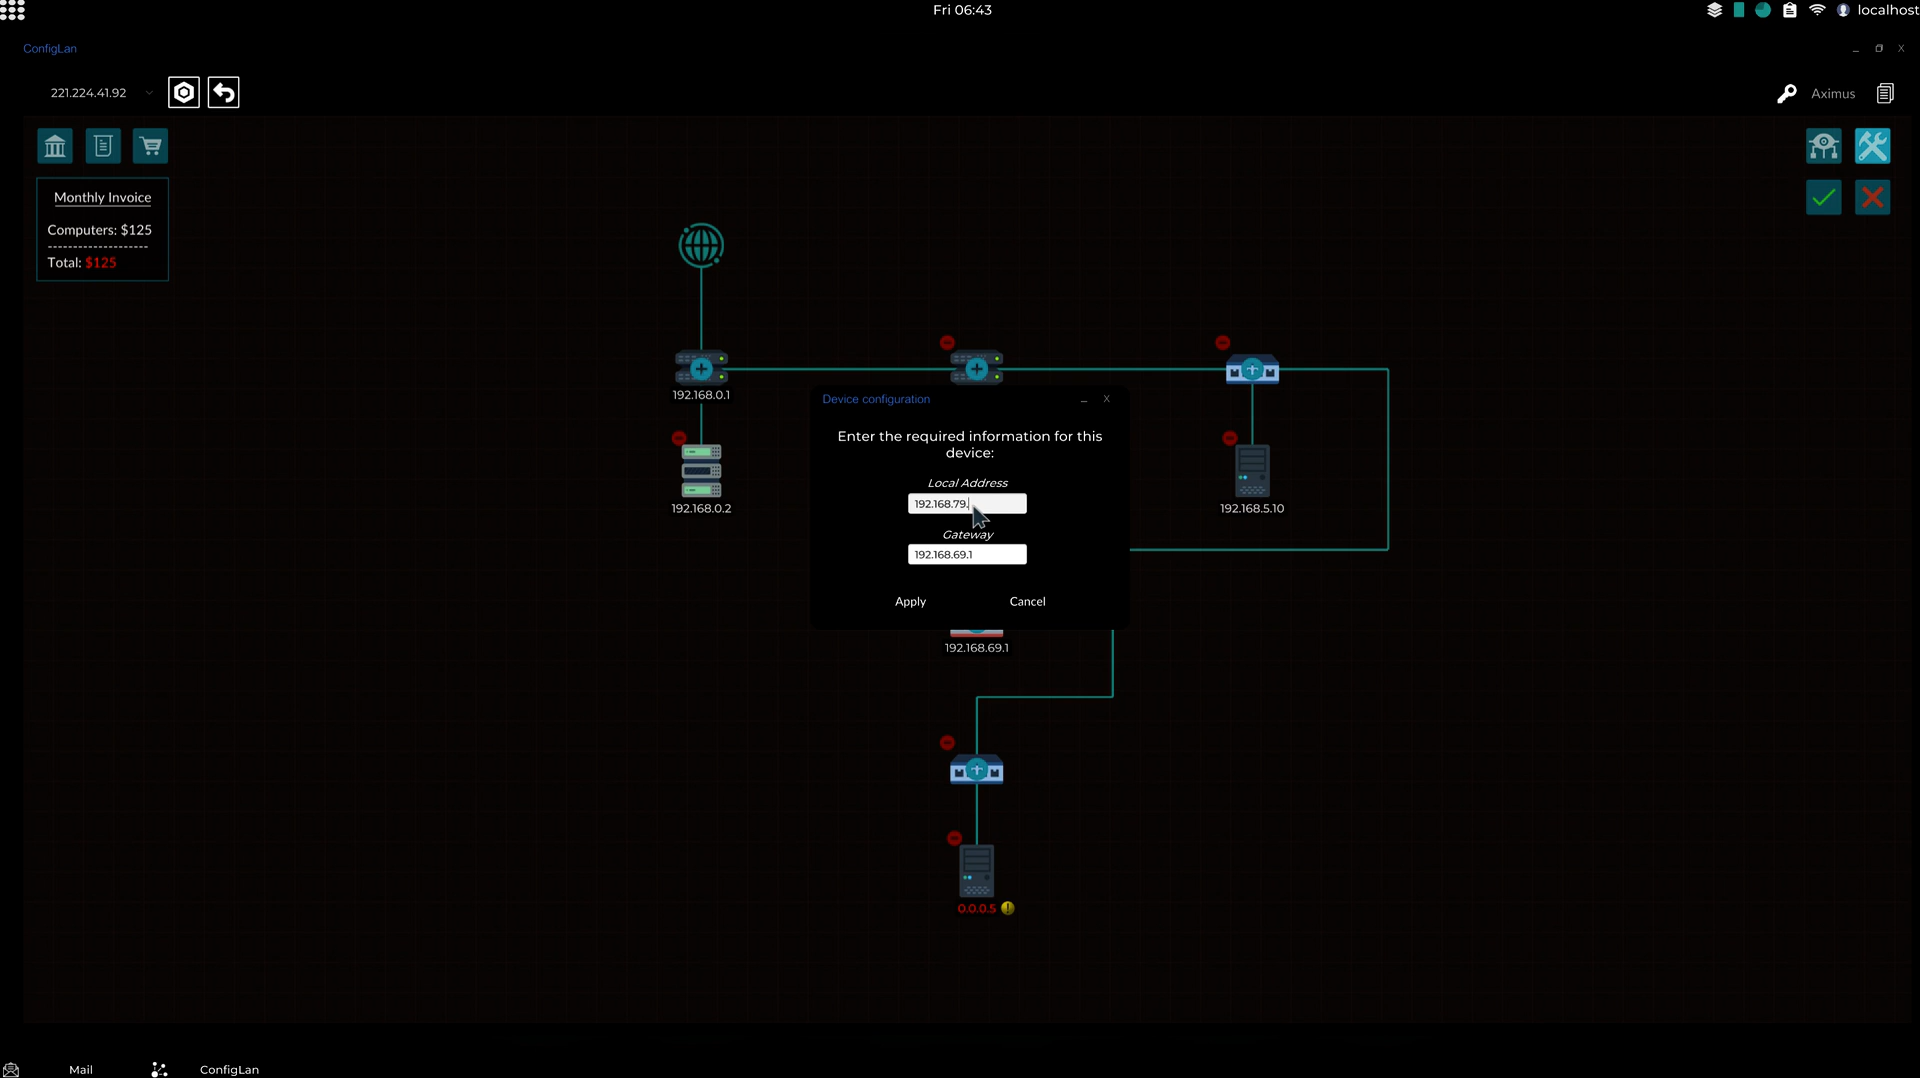 Fri 06:43
localhost
ConfigLan
_ X
221.224.41.92
Aximus
Monthly Invoice
Computers: $125
--------------------
Total: $125
192.168.0.1
Device configuration
_ X
Enter the required information for this
device:
Local Address
192.168.79.
Gateway
192.168.69.1
Apply Cancel
192.168.0.2
192.168.5.10
192.168.69.1
0.0.0.5
Mail
ConfigLan